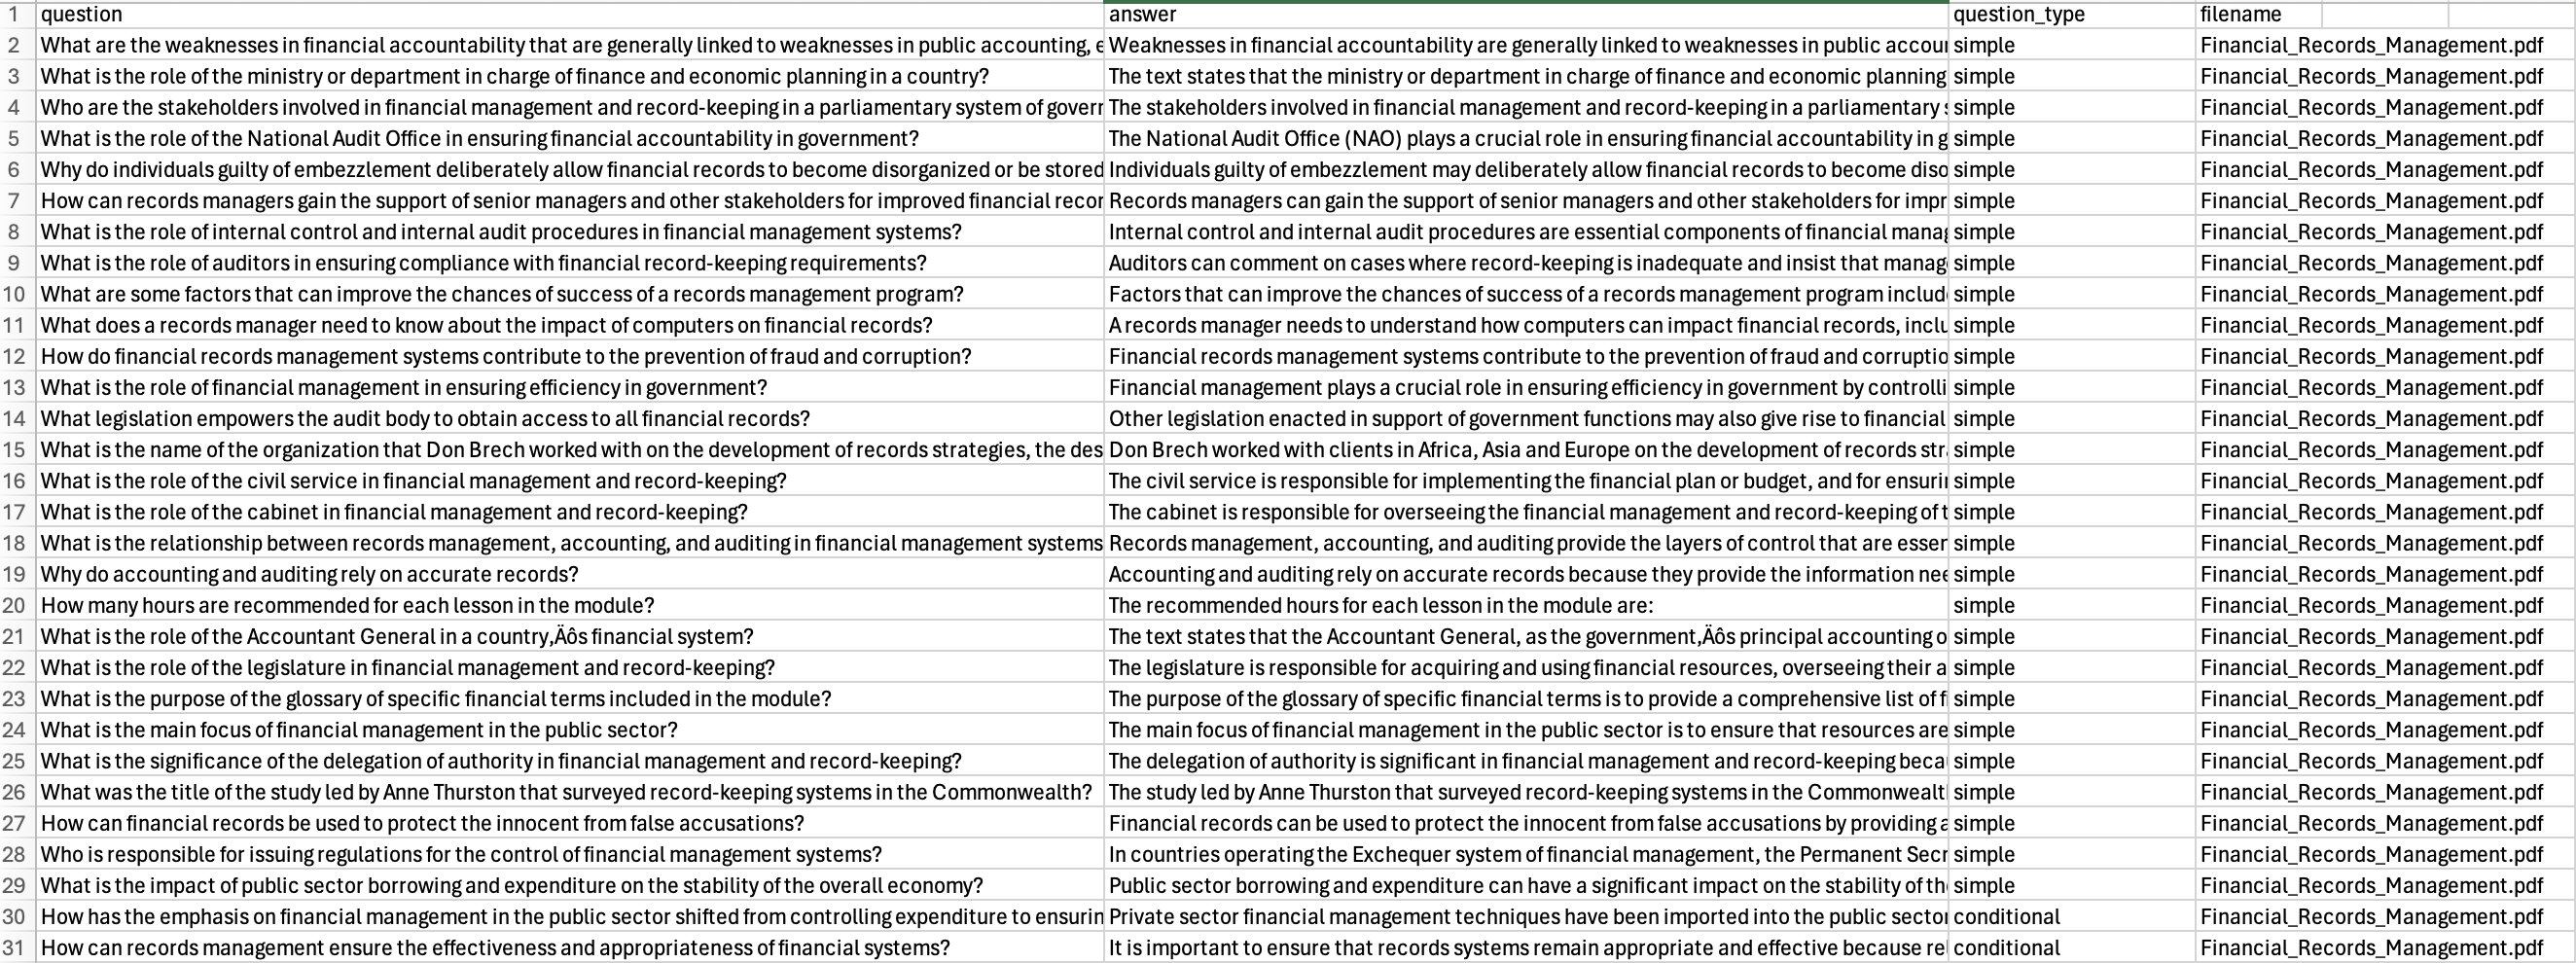 1 question answer question_type filename
2 What are the weaknesses in financial accountability that are generally linked to weaknesses in public accounting, e Weaknesses in financial accountability are generally linked to weaknesses in public accour simple Financial_Records_Management.pdf
3 What is the role of the ministry or department in charge of finance and economic planning in a country? The text states that the ministry or department in charge of finance and economic planning simple Financial_Records_Management.pdf
4 Who are the stakeholders involved in financial management and record-keeping in a parliamentary system of goverr The stakeholders involved in financial management and record-keeping in a parliamentary s simple Financial_Records_Management.pdf
5 What is the role of the National Audit Office in ensuring financial accountability in government? The National Audit Office (NAO) plays a crucial role in ensuring financial accountability in g simple Financial_Records_Management.pdf
6 Why do individuals guilty of embezzlement deliberately allow financial records to become disorganized or be stored Individuals guilty of embezzlement may deliberately allow financial records to become diso simple Financial_Records_Management.pdf
7 How can records managers gain the support of senior managers and other stakeholders for improved financial recor Records managers can gain the support of senior managers and other stakeholders for impr simple Financial_Records_Management.pdf
8 What is the role of internal control and internal audit procedures in financial management systems? Internal control and internal audit procedures are essential components of financial manag simple Financial_Records_Management.pdf
9 What is the role of auditors in ensuring compliance with financial record-keeping requirements? Auditors can comment on cases where record-keeping is inadequate and insist that manag simple Financial_Records_Management.pdf
10 What are some factors that can improve the chances of success of a records management program? Factors that can improve the chances of success of a records management program includ simple Financial_Records_Management.pdf
11 What does a records manager need to know about the impact of computers on financial records? A records manager needs to understand how computers can impact financial records, inclu simple Financial_Records_Management.pdf
12 How do financial records management systems contribute to the prevention of fraud and corruption? Financial records management systems contribute to the prevention of fraud and corruptio simple Financial_Records_Management.pdf
13 What is the role of financial management in ensuring efficiency in government? Financial management plays a crucial role in ensuring efficiency in government by controlli simple Financial_Records_Management.pdf
14 What legislation empowers the audit body to obtain access to all financial records? Other legislation enacted in support of government functions may also give rise to financial simple Financial_Records_Management.pdf
15 What is the name of the organization that Don Brech worked with on the development of records strategies, the des Don Brech worked with clients in Africa, Asia and Europe on the development of records str simple Financial_Records_Management.pdf
16 What is the role of the civil service in financial management and record-keeping? The civil service is responsible for implementing the financial plan or budget, and for ensurin simple Financial_Records_Management.pdf
17 What is the role of the cabinet in financial management and record-keeping? The cabinet is responsible for overseeing the financial management and record-keeping of t simple Financial_Records_Management.pdf
18 What is the relationship between records management, accounting, and auditing in financial management systems Records management, accounting, and auditing provide the layers of control that are esser simple Financial_Records_Management.pdf
19 Why do accounting and auditing rely on accurate records? Accounting and auditing rely on accurate records because they provide the information nee simple Financial_Records_Management.pdf
20 How many hours are recommended for each lesson in the module? The recommended hours for each lesson in the module are: simple Financial_Records_Management.pdf
21 What is the role of the Accountant General in a country‚Äôs financial system? The text states that the Accountant General, as the government‚Äôs principal accounting o simple Financial_Records_Management.pdf
22 What is the role of the legislature in financial management and record-keeping? The legislature is responsible for acquiring and using financial resources, overseeing their a simple Financial_Records_Management.pdf
23 What is the purpose of the glossary of specific financial terms included in the module? The purpose of the glossary of specific financial terms is to provide a comprehensive list of fi simple Financial_Records_Management.pdf
24 What is the main focus of financial management in the public sector? The main focus of financial management in the public sector is to ensure that resources are simple Financial_Records_Management.pdf
25 What is the significance of the delegation of authority in financial management and record-keeping? The delegation of authority is significant in financial management and record-keeping becau simple Financial_Records_Management.pdf
26 What was the title of the study led by Anne Thurston that surveyed record-keeping systems in the Commonwealth? The study led by Anne Thurston that surveyed record-keeping systems in the Commonwealt simple Financial_Records_Management.pdf
27 How can financial records be used to protect the innocent from false accusations? Financial records can be used to protect the innocent from false accusations by providing a simple Financial_Records_Management.pdf
28 Who is responsible for issuing regulations for the control of financial management systems? In countries operating the Exchequer system of financial management, the Permanent Secr simple Financial_Records_Management.pdf
29 What is the impact of public sector borrowing and expenditure on the stability of the overall economy? Public sector borrowing and expenditure can have a significant impact on the stability of th simple Financial_Records_Management.pdf
30 How has the emphasis on financial management in the public sector shifted from controlling expenditure to ensurin Private sector financial management techniques have been imported into the public sector conditional Financial_Records_Management.pdf
31 How can records management ensure the effectiveness and appropriateness of financial systems? It is important to ensure that records systems remain appropriate and effective because rel conditional Financial_Records_Management.pdf